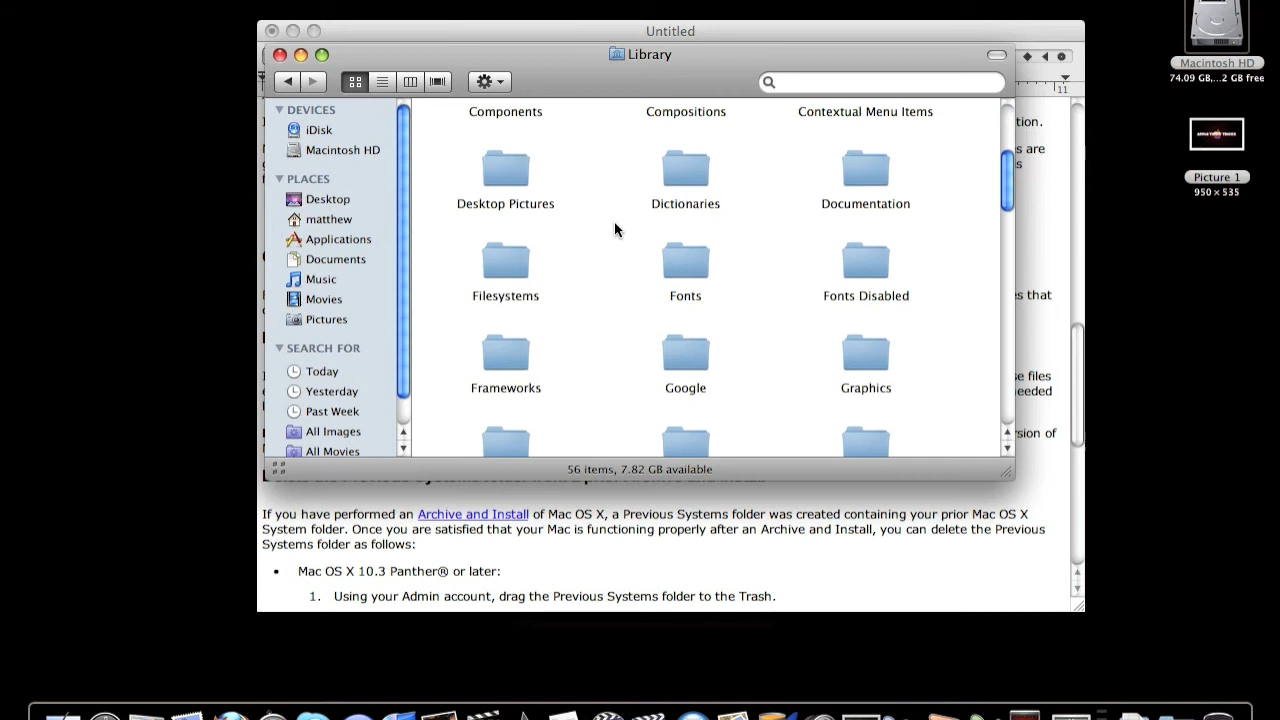 Untitled
Library
Macintosh HD
74.09 GB,...2 GB free
11
DEVICES
iDisk
Macintosh HD
PLACES
Desktop
matthew
Applications
Documents
Music
Movies
Pictures
SEARCH FOR
Today
Yesterday
Past Week
All Images
All Movies
Components
Compositions
Contextual Menu Items
Desktop Pictures
Dictionaries
Documentation
Filesystems
Fonts
Fonts Disabled
Frameworks
Google
Graphics
56 items, 7.82 GB available
Picture 1
950 × 535
s are
s that
se files
If you have performed an Archive and Install of Mac OS X, a Previous Systems folder was created containing your prior Mac OS X
System folder. Once you are satisfied that your Mac is functioning properly after an Archive and Install, you can delete the Previous
Systems folder as follows:
• Mac OS X 10.3 Panther® or later:
1. Using your Admin account, drag the Previous Systems folder to the Trash.